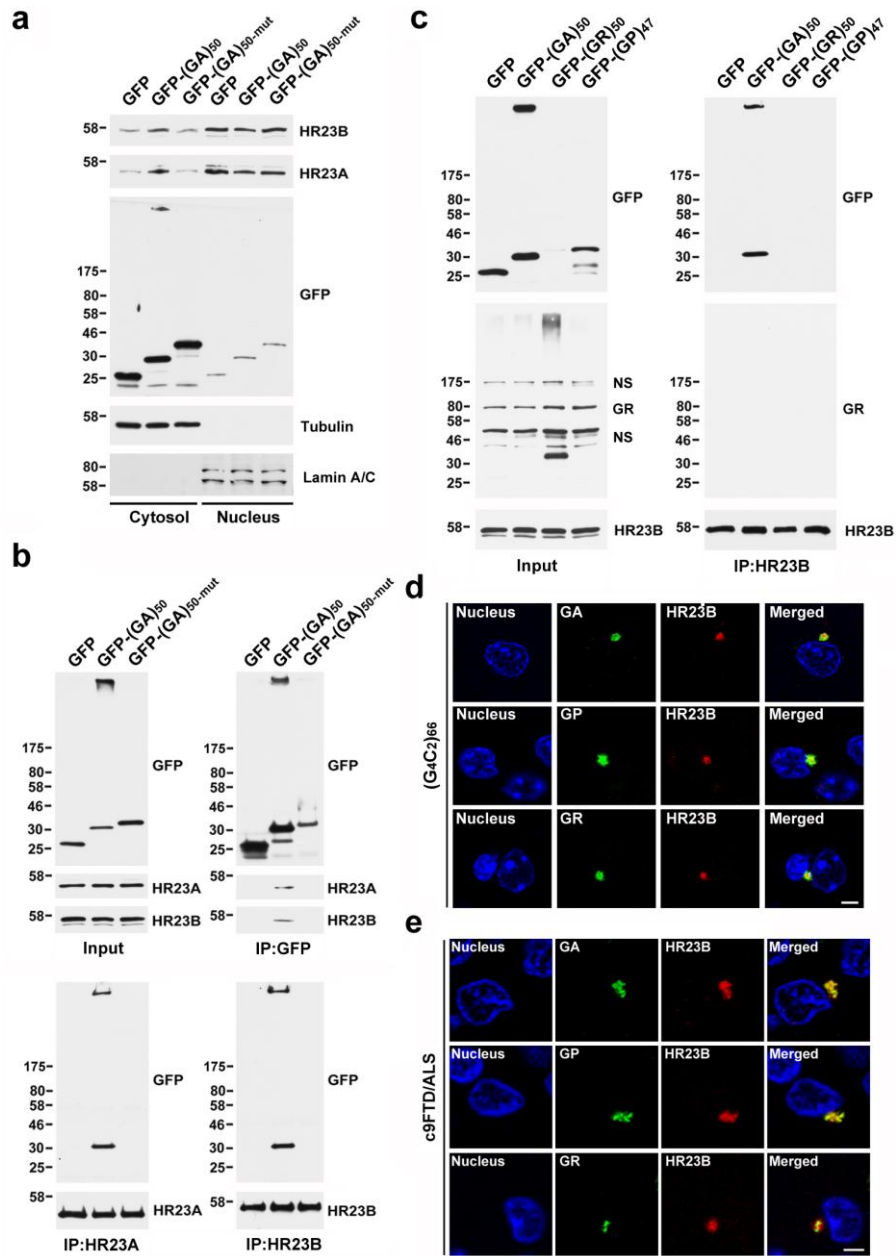 a
GFP
GFP-(GA)50
GFP-(GA)50-mut
GFP
GFP-(GA)50
GFP-(GA)50-mut
58
HR23B
58
HR23A
175
80
58
46
30
25
GFP
58
Tubulin
80
58
Lamin A/C
Cytosol Nucleus
b
GFP
GFP-(GA)50
GFP-(GA)50-mut
175
80
58
46
30
25
GFP
58
HR23A
58
HR23B
Input
GFP
GFP-(GA)50
GFP-(GA)50-mut
175
80
58
46
30
25
GFP
58
HR23A
58
HR23B
IP:GFP
175
80
58
46
30
25
GFP
58
HR23A
IP:HR23A
175
80
58
46
30
25
GFP
58
HR23B
IP:HR23B
c
GFP
GFP-(GA)50
GFP-(GR)50
GFP-(GP)47
175
80
58
46
30
25
GFP
175
80
58
46
30
25
NS
GR
NS
58
HR23B
Input
GFP
GFP-(GA)50
GFP-(GR)50
GFP-(GP)47
175
80
58
46
30
25
GFP
175
80
58
46
30
25
GR
58
HR23B
IP:HR23B
d
(G4C2)66
Nucleus GA HR23B Merged
Nucleus GP HR23B Merged
Nucleus GR HR23B Merged
e
c9FTD/ALS
Nucleus GA HR23B Merged
Nucleus GP HR23B Merged
Nucleus GR HR23B Merged